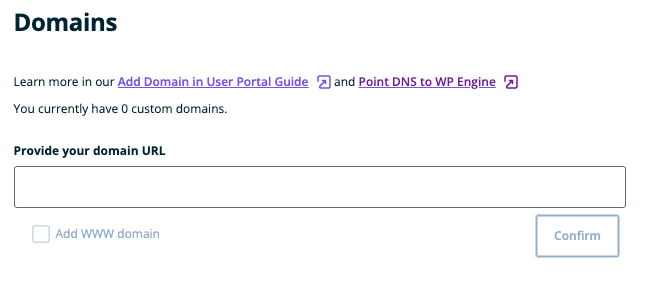 Domains
Learn more in our Add Domain in User Portal Guide and Point DNS to WP Engine
You currently have 0 custom domains.
Provide your domain URL
Add WWW domain
Confirm